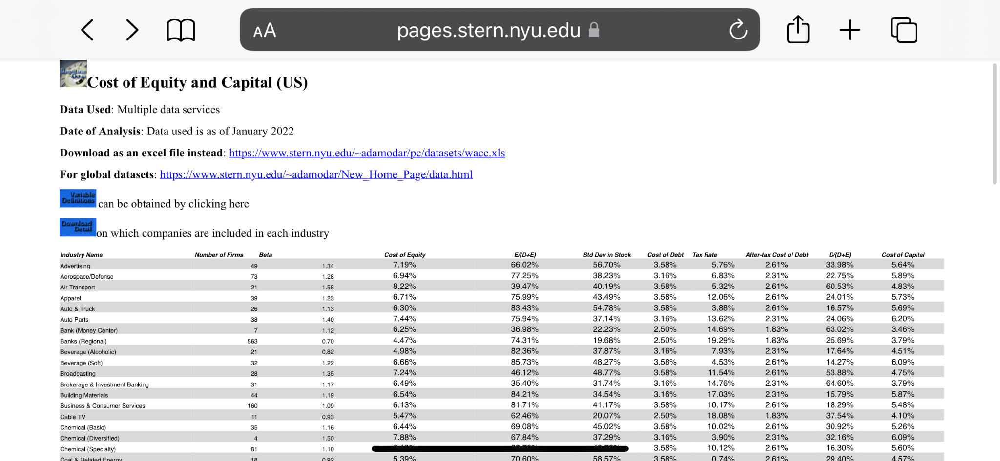 AA pages.stern.nyu.edu
Cost of Equity and Capital (US)
Data Used: Multiple data services
Date of Analysis: Data used is as of January 2022
Download as an excel file instead: https://www.stern.nyu.edu/~adamodar/pc/datasets/wacc.xls
For global datasets: https://www.stern.nyu.edu/~adamodar/New_Home_Page/data.html
Variable
Definitions can be obtained by clicking here
Download
Detail on which companies are included in each industry
Industry Name Number of Firms Beta Cost of Equity E/(D+E) Std Dev in Stock Cost of Debt Tax Rate After-tax Cost of Debt D/(D+E) Cost of Capital
Advertising 49 1.34 7.19% 66.02% 56.70% 3.58% 5.76% 2.61% 33.98% 5.64%
Aerospace/Defense 73 1.28 6.94% 77.25% 38.23% 3.16% 6.83% 2.31% 22.75% 5.89%
Air Transport 21 1.58 8.22% 39.47% 40.19% 3.58% 5.32% 2.61% 60.53% 4.83%
Apparel 39 1.23 6.71% 75.99% 43.49% 3.58% 12.06% 2.61% 24.01% 5.73%
Auto & Truck 26 1.13 6.30% 83.43% 54.78% 3.58% 3.88% 2.61% 16.57% 5.69%
Auto Parts 38 1.40 7.44% 75.94% 37.14% 3.16% 13.62% 2.31% 24.06% 6.20%
Bank (Money Center) 7 1.12 6.25% 36.98% 22.23% 2.50% 14.69% 1.83% 63.02% 3.46%
Banks (Regional) 563 0.70 4.47% 74.31% 19.68% 2.50% 19.29% 1.83% 25.69% 3.79%
Beverage (Alcoholic) 21 0.82 4.98% 82.36% 37.87% 3.16% 7.93% 2.31% 17.64% 4.51%
Beverage (Soft) 32 1.22 6.66% 85.73% 48.27% 3.58% 4.53% 2.61% 14.27% 6.09%
Broadcasting 28 1.35 7.24% 46.12% 48.77% 3.58% 11.54% 2.61% 53.88% 4.75%
Brokerage & Investment Banking 31 1.17 6.49% 35.40% 31.74% 3.16% 14.76% 2.31% 64.60% 3.79%
Building Materials 44 1.19 6.54% 84.21% 34.54% 3.16% 17.03% 2.31% 15.79% 5.87%
Business & Consumer Services 160 1.09 6.13% 81.71% 41.17% 3.58% 10.17% 2.61% 18.29% 5.48%
Cable TV 11 0.93 5.47% 62.46% 20.07% 2.50% 18.08% 1.83% 37.54% 4.10%
Chemical (Basic) 35 1.16 6.44% 69.08% 45.02% 3.58% 10.02% 2.61% 30.92% 5.26%
Chemical (Diversified) 4 1.50 7.88% 67.84% 37.29% 3.16% 3.90% 2.31% 32.16% 6.09%
Chemical (Specialty) 81 1.10 3.58% 10.12% 2.61% 16.30% 5.60%
Coal & Related Energy 18 0.92 5.39% 70.60% 58.57% 3.58% 0.74% 2.61% 29.40% 4.57%